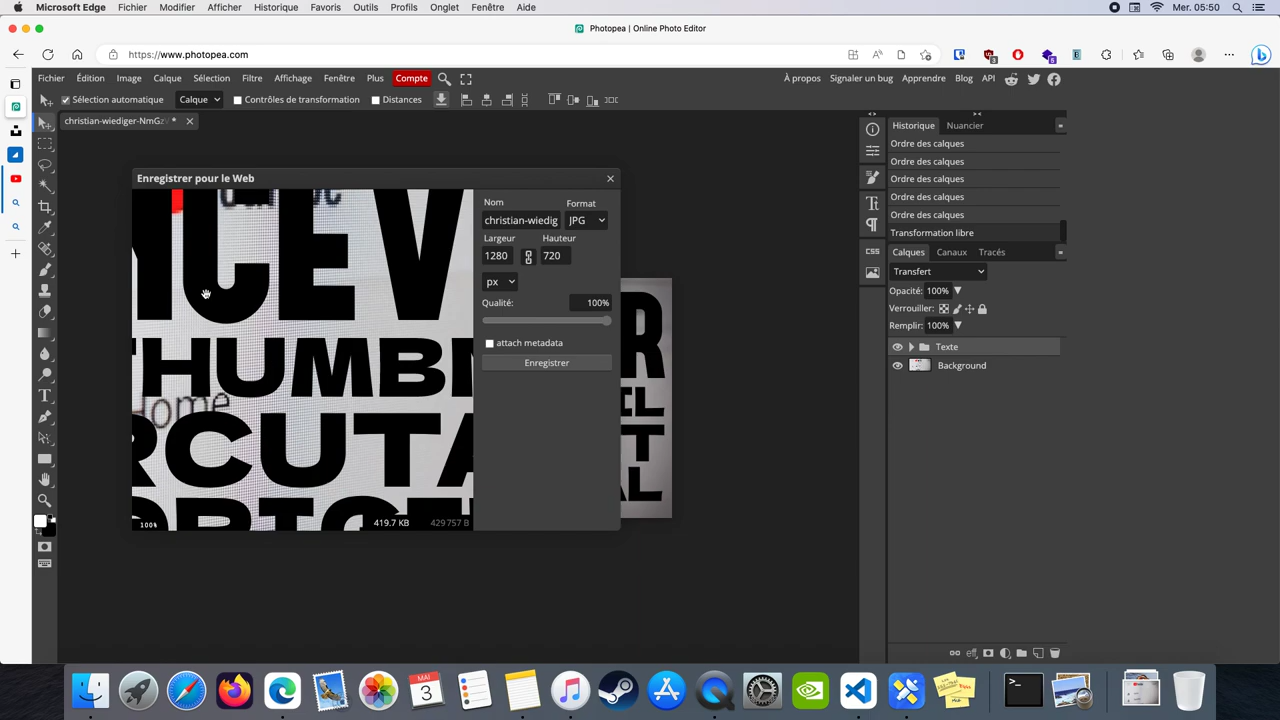 Microsoft Edge Fichier Modifier Afficher Historique Favoris Outils Profils Onglet Fenêtre Aide Mer. 05:50
Photopea | Online Photo Editor
https://www.photopea.com
Fichier Édition Image Calque Sélection Filtre Affichage Fenêtre Plus Compte À propos Signaler un bug Apprendre Blog API
Sélection automatique Calque Contrôles de transformation Distances
christian-wiediger-NmGz *
Historique Nuancier
Ordre des calques
Ordre des calques
Ordre des calques
Ordre des calques
Ordre des calques
Transformation libre
Calques Canaux Tracés
Transfert
Opacité: 100%
Verrouiller:
Remplir: 100%
Texte
Background
CSS
Enregistrer pour le Web
Nom Format
christian-wiedig JPG
Largeur Hauteur
1280 720
px
Qualité: 100%
attach metadata
Enregistrer
THUMB
Home
RCUTA
100% 419.7 KB 429 757 B
R
IL
T
AL
MAI
3